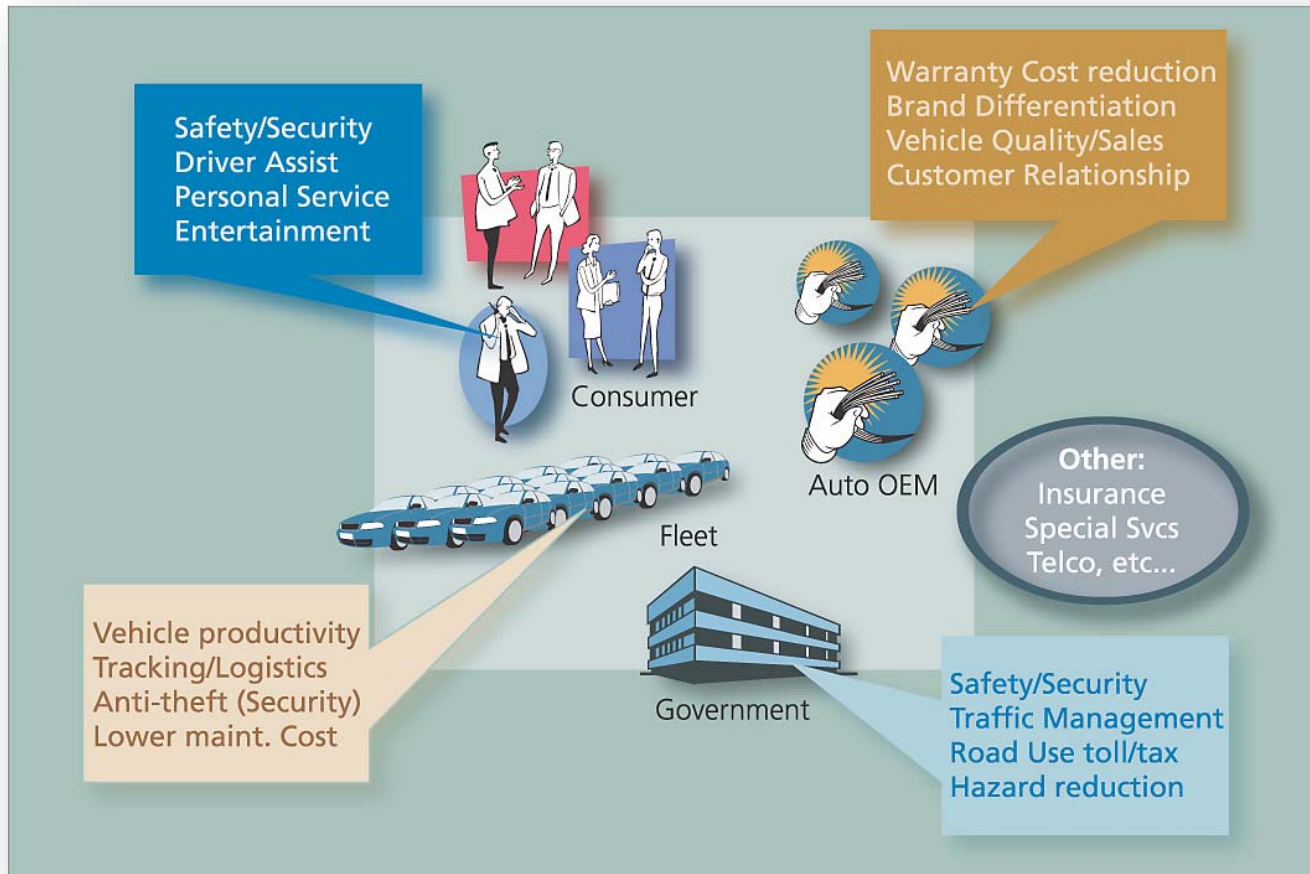 Safety/Security
Driver Assist
Personal Service
Entertainment
Warranty Cost reduction
Brand Differentiation
Vehicle Quality/Sales
Customer Relationship
Consumer
Auto OEM
Other:
Insurance
Special Svcs
Telco, etc...
Fleet
Vehicle productivity
Tracking/Logistics
Anti-theft (Security)
Lower maint. Cost
Government
Safety/Security
Traffic Management
Road Use toll/tax
Hazard reduction